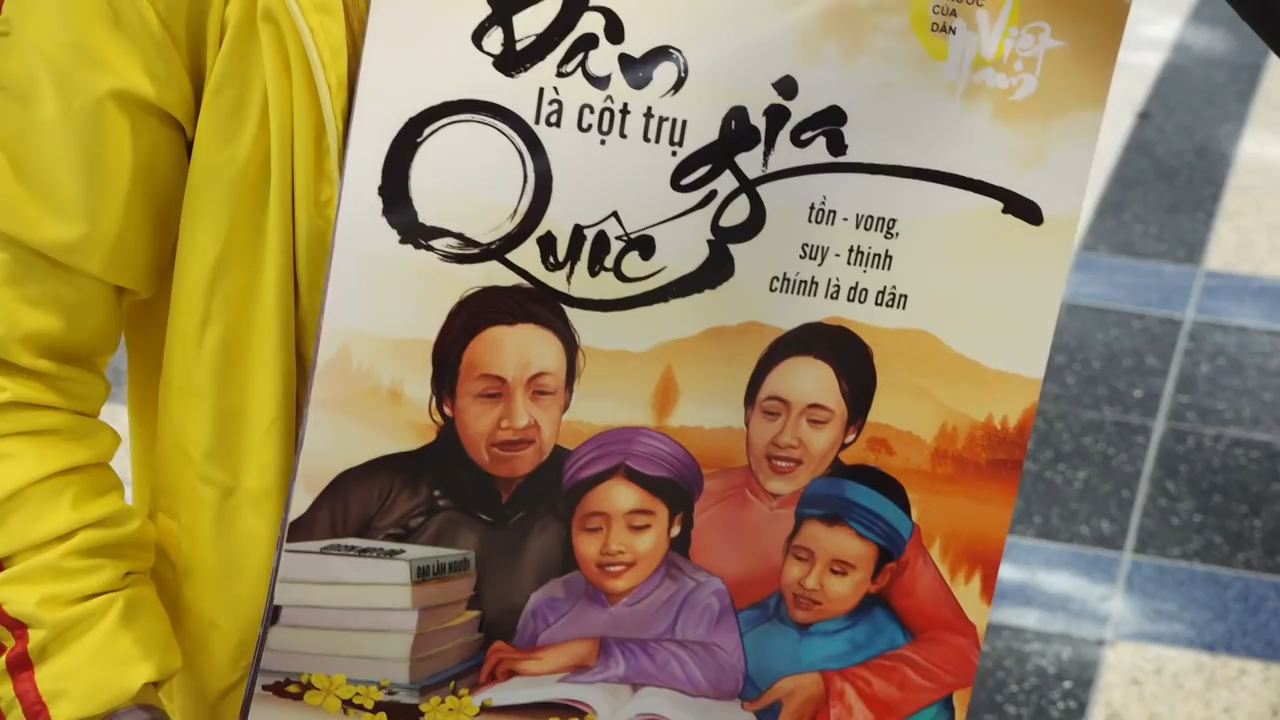 Dân
là cột trụ
Quốc gia
tồn - vong,
suy - thịnh
chính là do dân
CỦA
DÂN
Việt
Nam
ĐẠO LÀM NGƯỜI